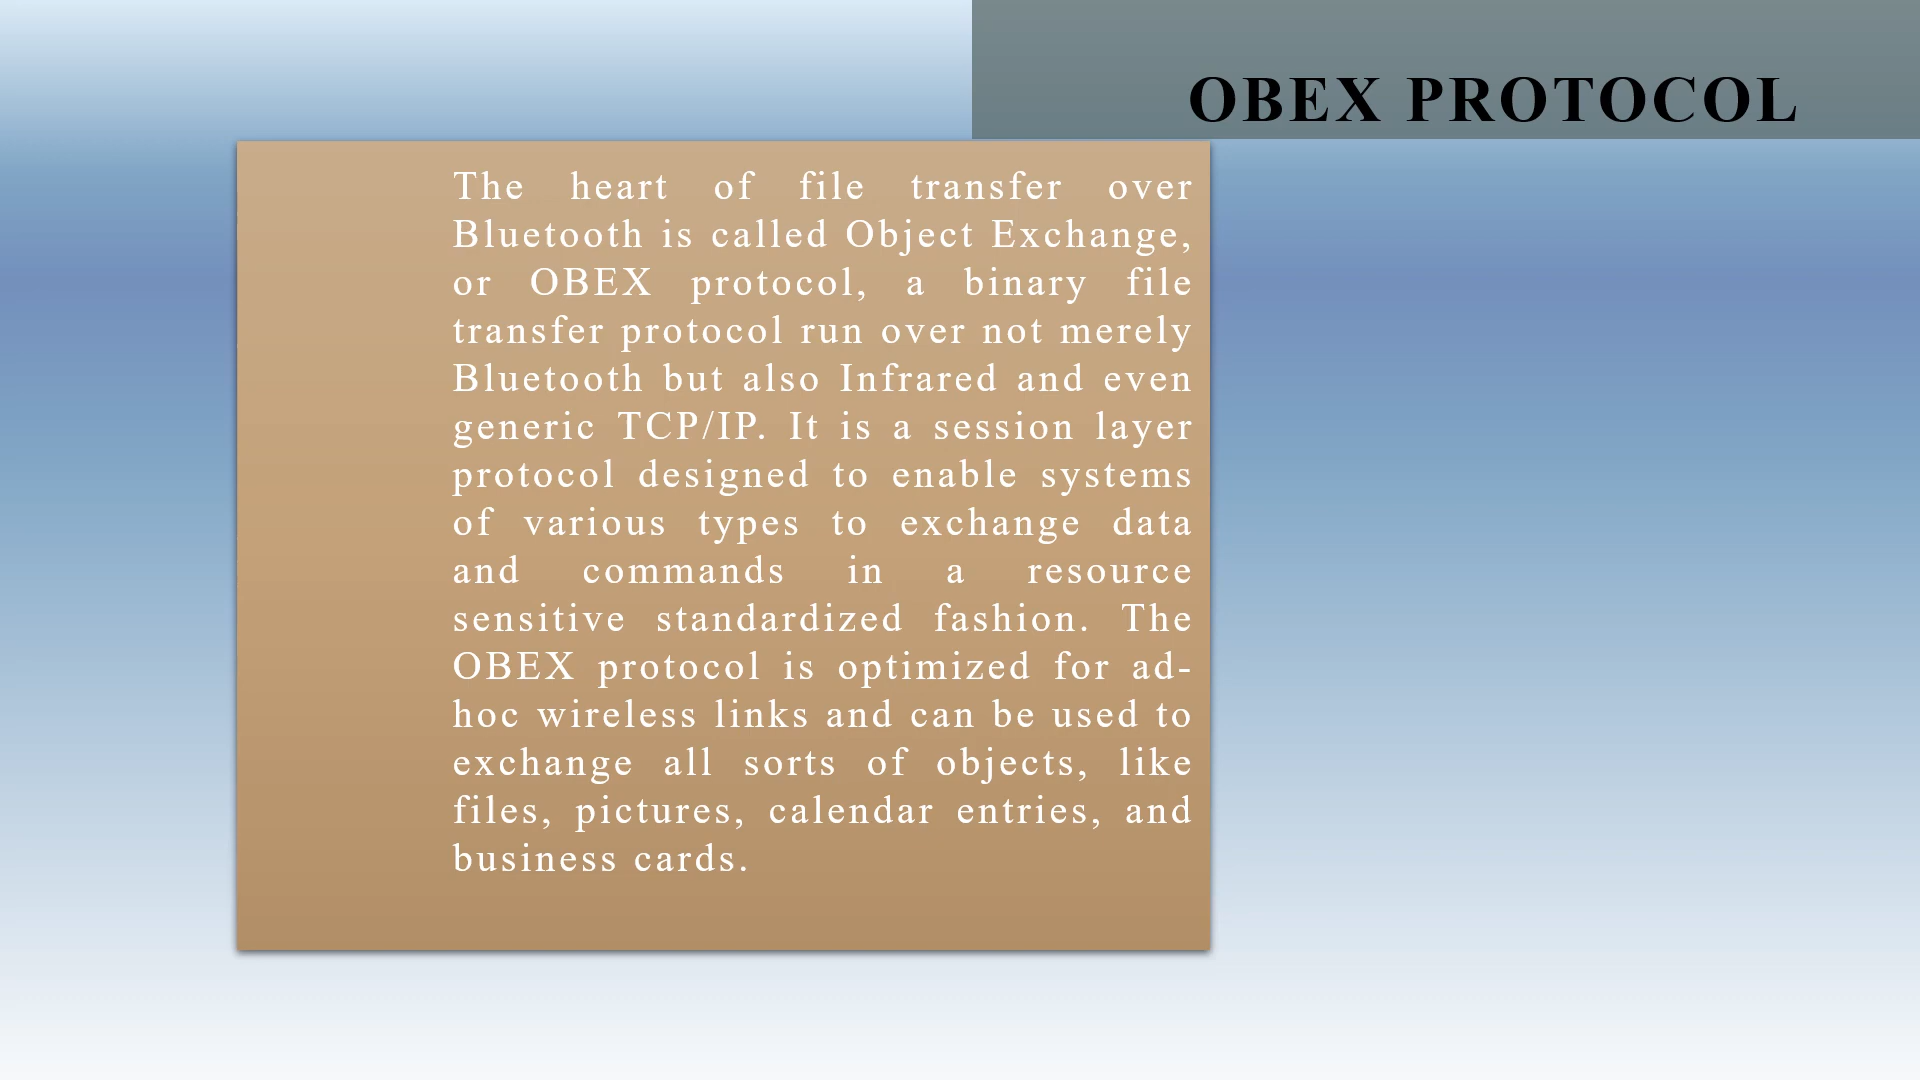 OBEX PROTOCOL
The heart of file transfer over
Bluetooth is called Object Exchange,
or OBEX protocol, a binary file
transfer protocol run over not merely
Bluetooth but also Infrared and even
generic TCP/IP. It is a session layer
protocol designed to enable systems
of various types to exchange data
and commands in a resource
sensitive standardized fashion. The
OBEX protocol is optimized for ad-
hoc wireless links and can be used to
exchange all sorts of objects, like
files, pictures, calendar entries, and
business cards.